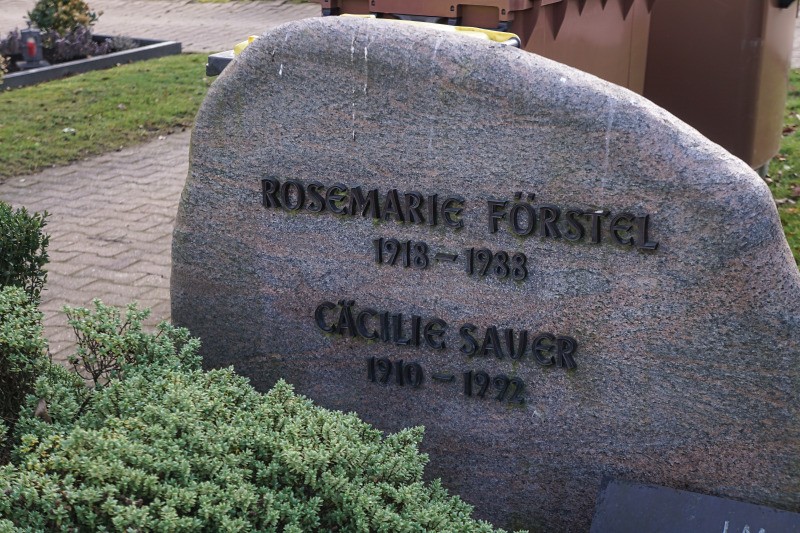 ROSEMARIE FÖRSTEL
1918 – 1988
CÄCILIE SAUER
1910 – 1992